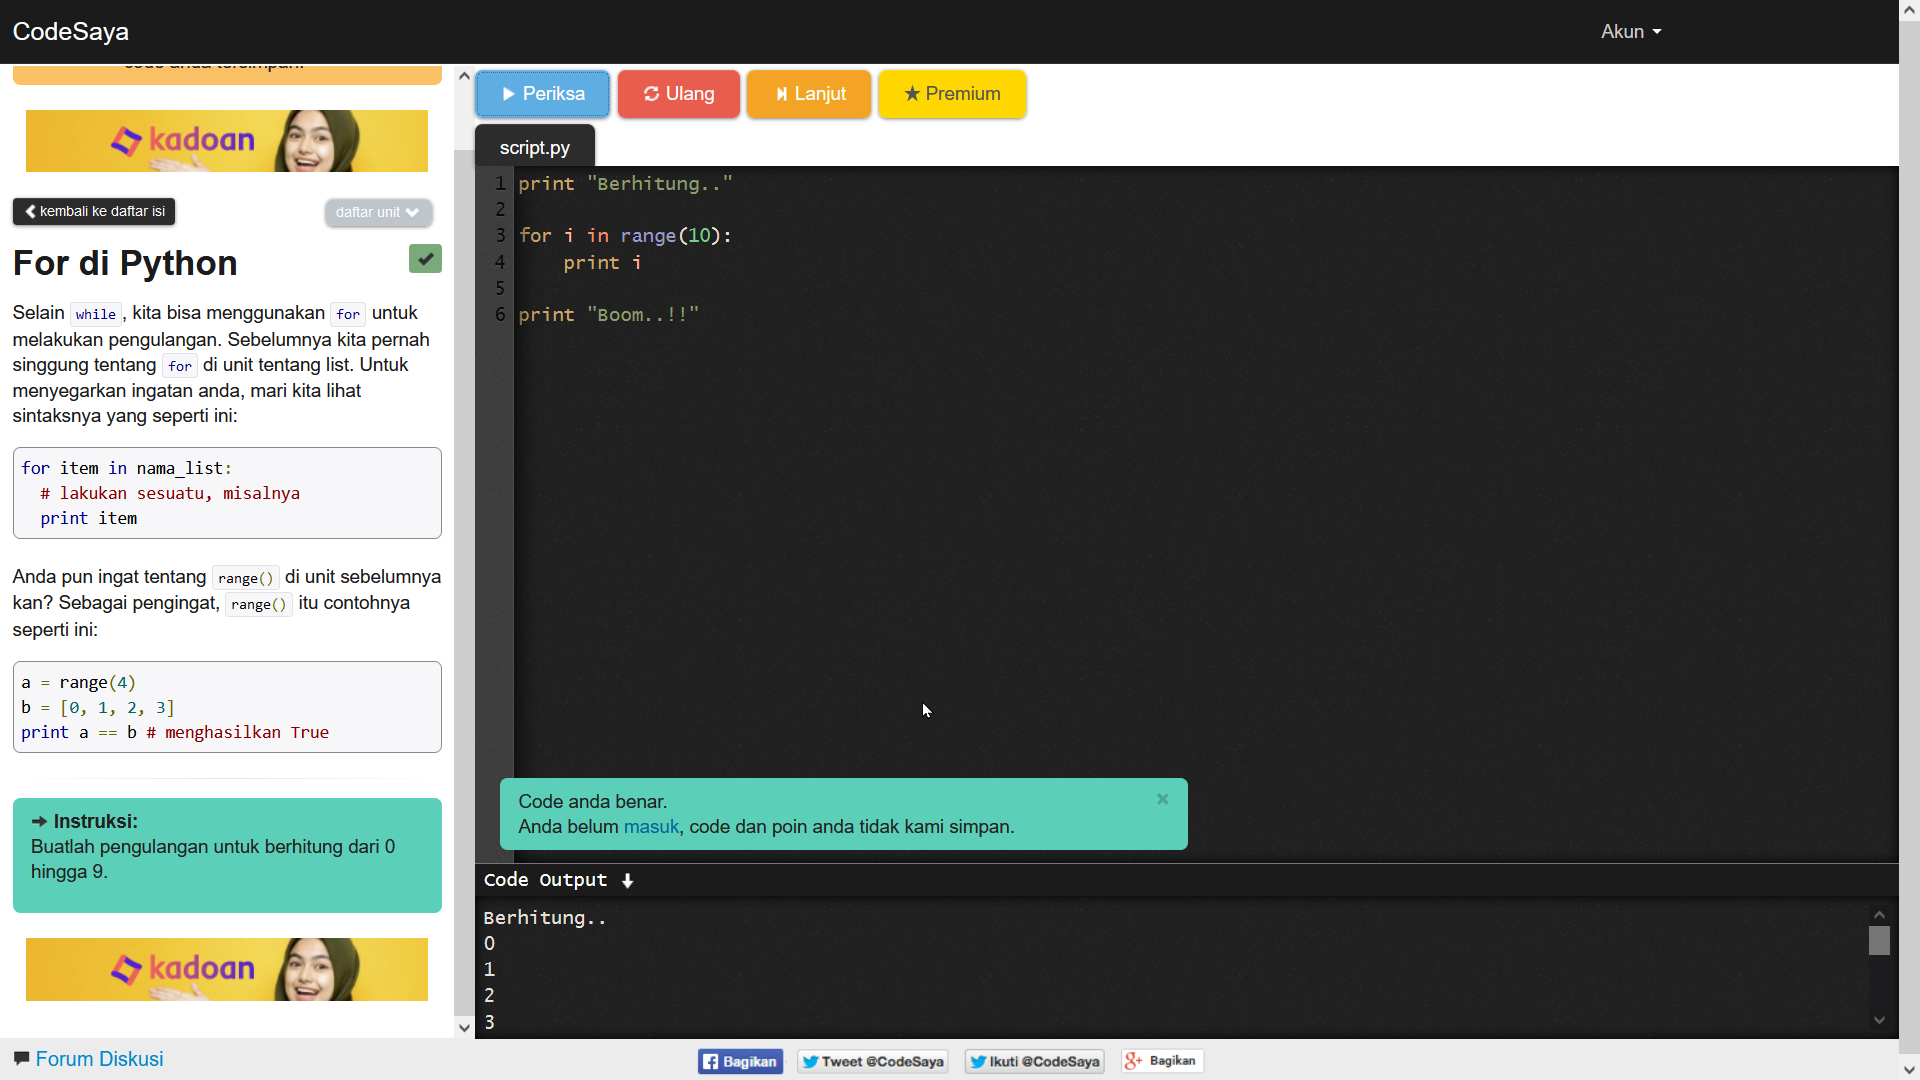 CodeSaya
Akun
code anda tersimpan.
kadoan
kembali ke daftar isi
daftar unit
For di Python
Selain while, kita bisa menggunakan for untuk
melakukan pengulangan. Sebelumnya kita pernah
singgung tentang for di unit tentang list. Untuk
menyegarkan ingatan anda, mari kita lihat
sintaksnya yang seperti ini:
for item in nama_list:
  # lakukan sesuatu, misalnya
  print item
Anda pun ingat tentang range() di unit sebelumnya
kan? Sebagai pengingat, range() itu contohnya
seperti ini:
a = range(4)
b = [0, 1, 2, 3]
print a == b # menghasilkan True
Instruksi:
Buatlah pengulangan untuk berhitung dari 0
hingga 9.
kadoan
Periksa
Ulang
Lanjut
Premium
script.py
1 print "Berhitung.."
2
3 for i in range(10):
4     print i
5
6 print "Boom..!!"
Code anda benar.
Anda belum masuk, code dan poin anda tidak kami simpan.
×
Code Output
Berhitung..
0
1
2
3
Forum Diskusi
Bagikan
Tweet @CodeSaya
Ikuti @CodeSaya
g+ Bagikan